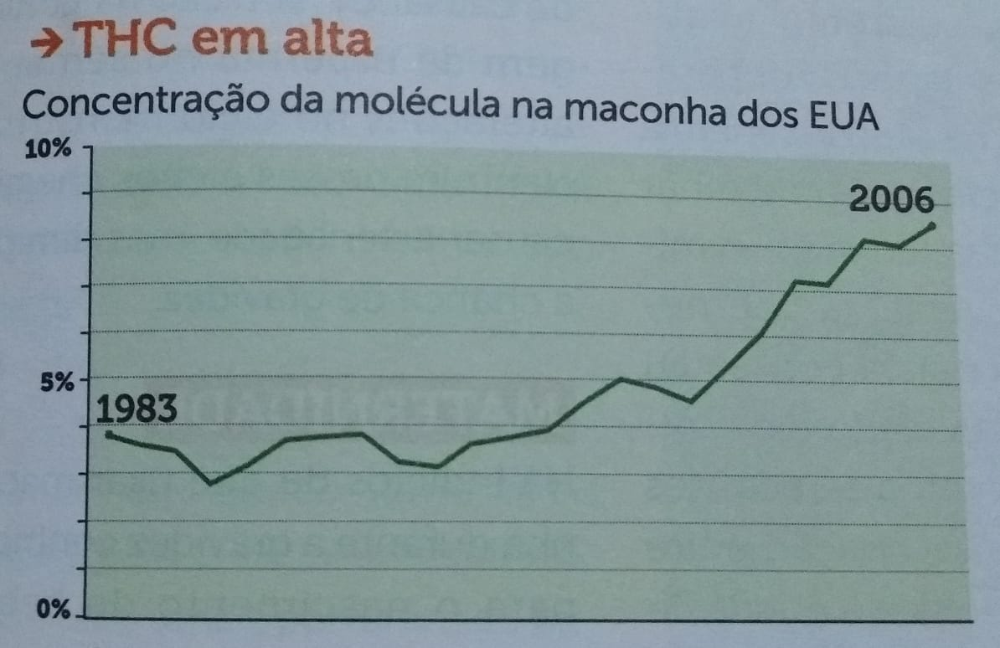 → THC em alta
Concentração da molécula na maconha dos EUA
10%
2006
5%
1983
0%